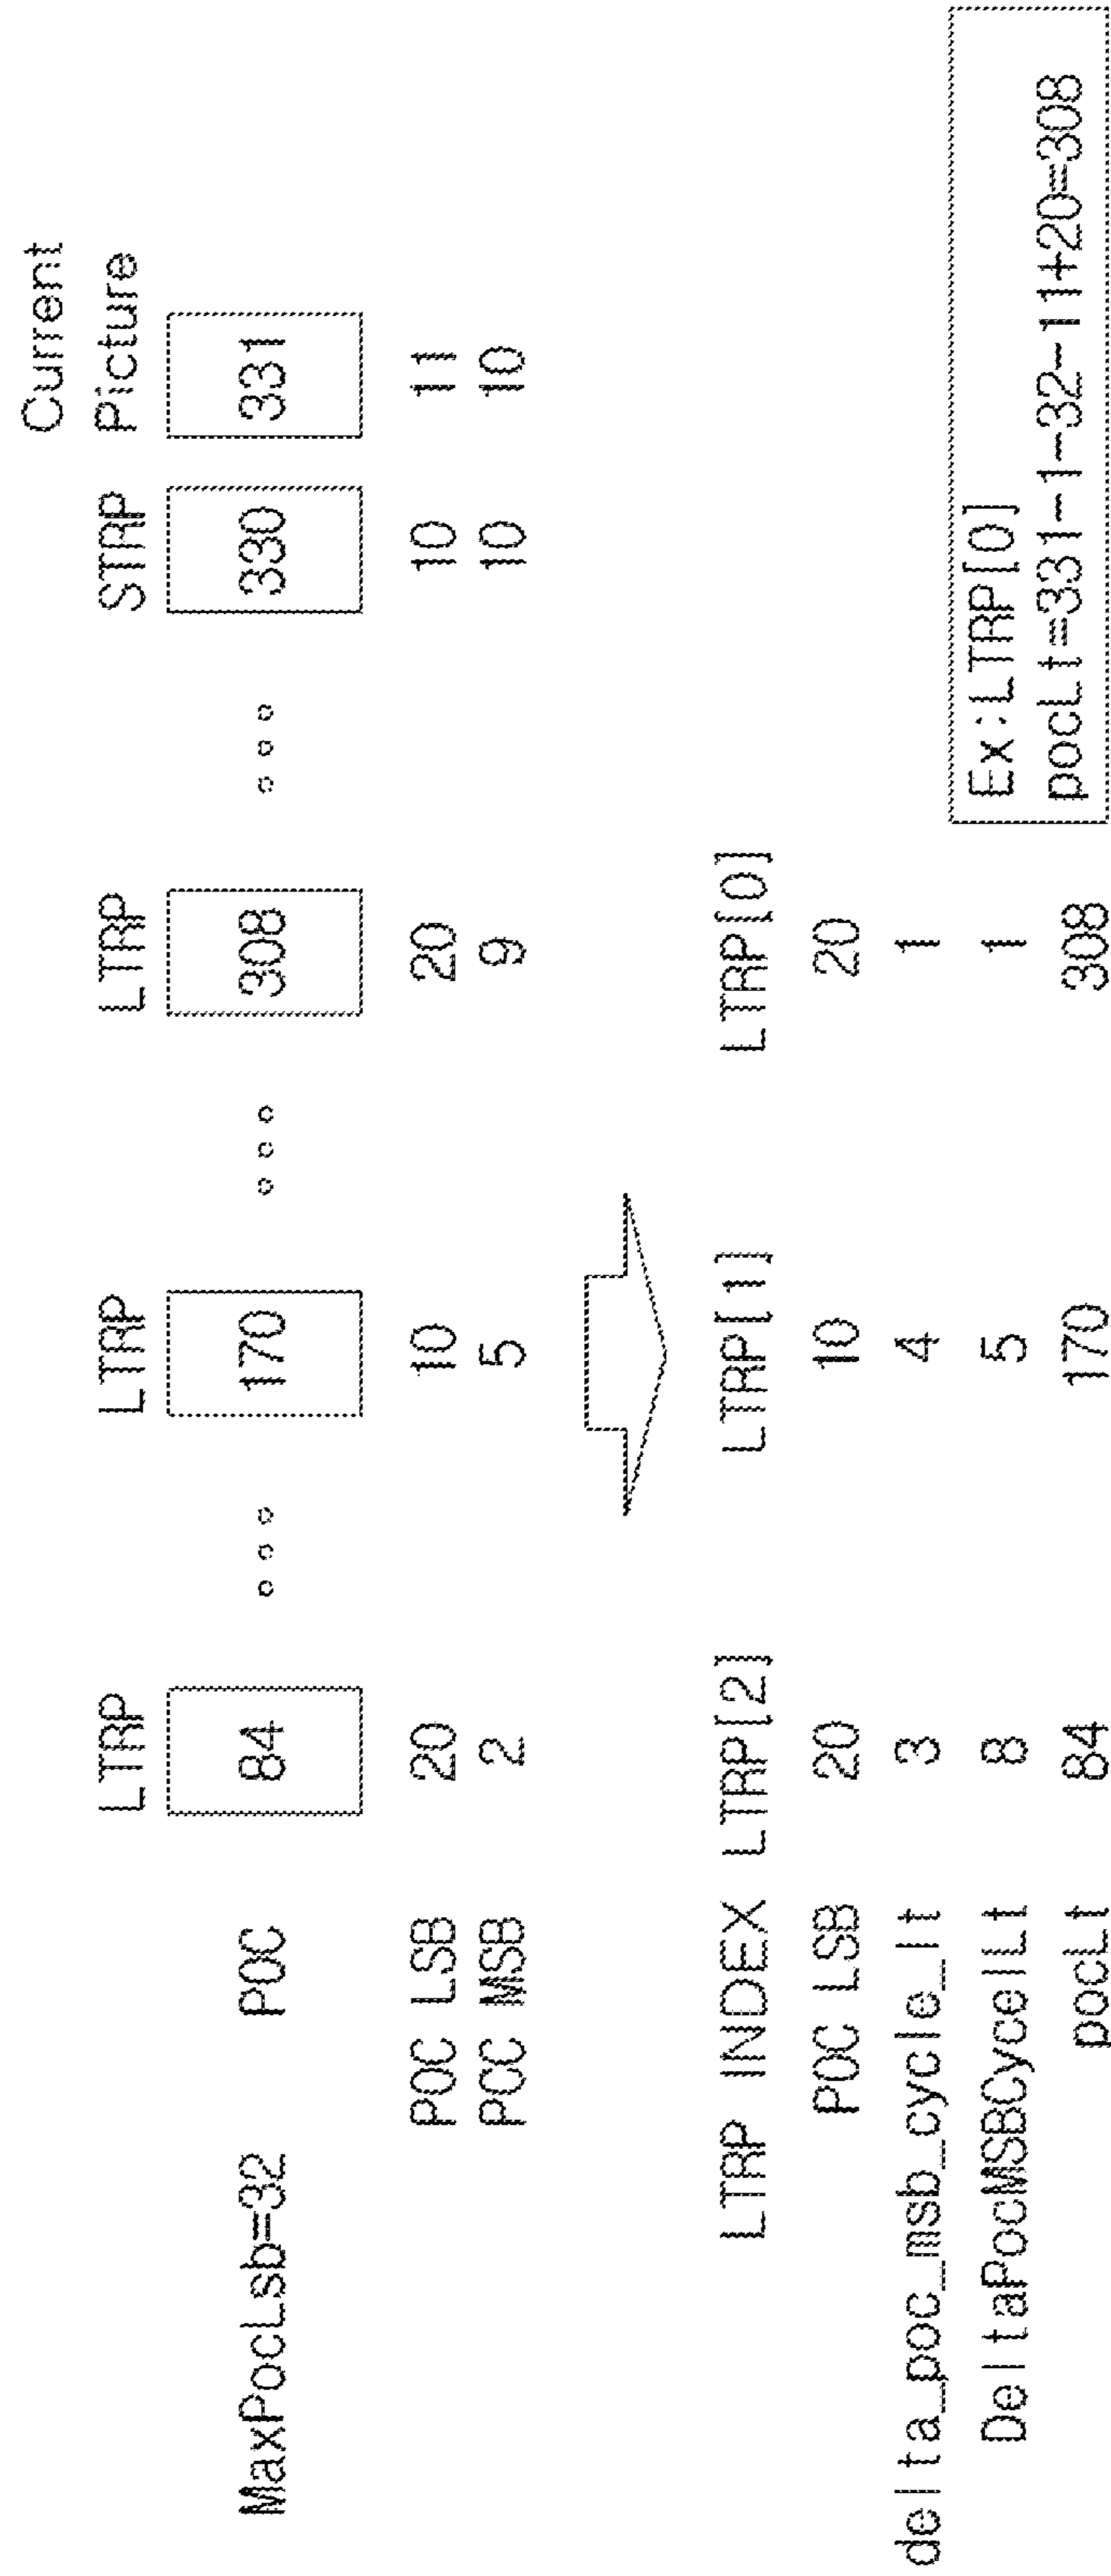 Current
LTRP LTRP LTRP STRP Picture
MaxPocLsb=32 POC 84 170 308 330 331
POC LSB 20 10 20 10 11
PCC MSB 2 5 9 10 10
LTRP INDEX LTRP[2] LTRP[1] LTRP[0]
POC LSB 20 10 20
delta_poc_msb_cycle_lt 3 4 1
DeltaPocMSBCycelLt 8 5 1
pocLt 84 170 308
Ex:LTRP[0]
pocLt=331-1-32-11+20=308